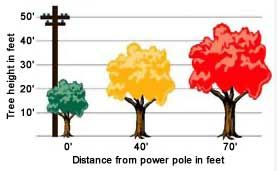 50'
40'
30'
20'
10'
Tree height in feet
0' 40' 70'
Distance from power pole in feet